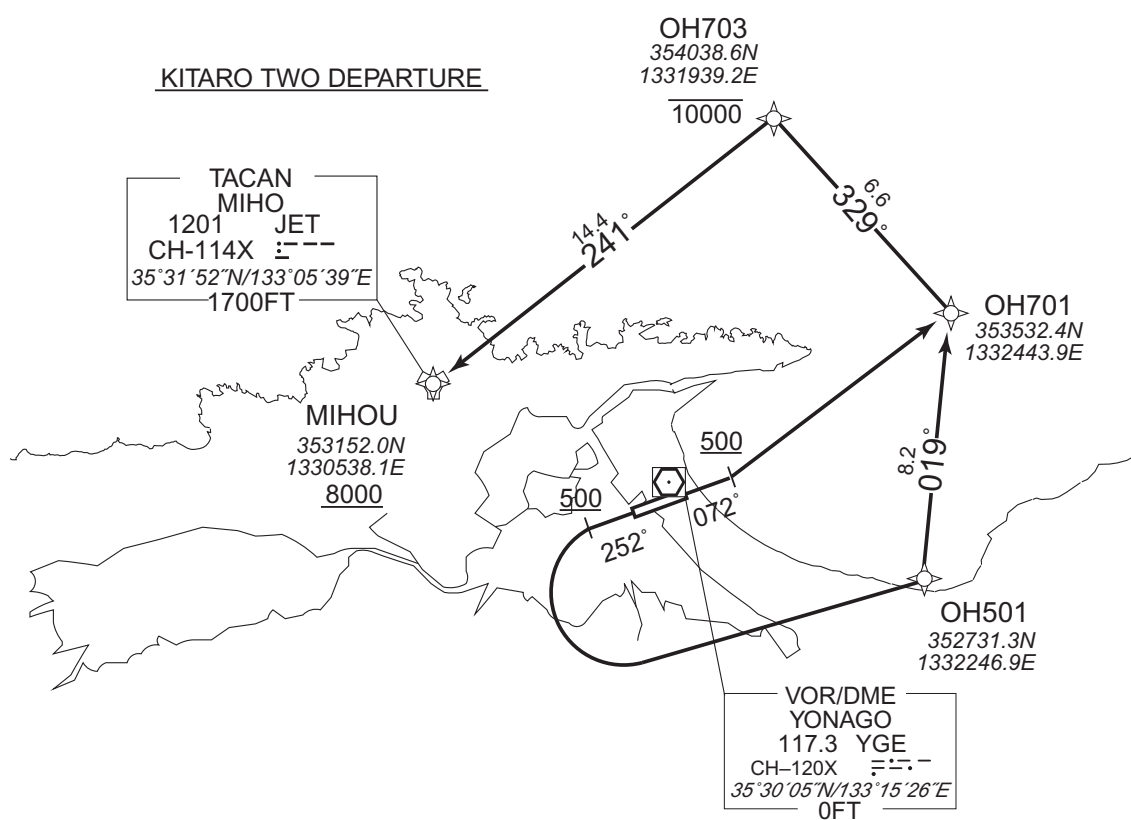 KITARO TWO DEPARTURE
OH703
354038.6N
1331939.2E
10000
TACAN
MIHO
1201 JET
CH-114X
35°31´52˝N/133°05´39˝E
1700FT
14.4
241°
6.6
329°
OH701
353532.4N
1332443.9E
MIHOU
353152.0N
1330538.1E
8000
500
500
072°
252°
8.2
019°
OH501
352731.3N
1332246.9E
VOR/DME
YONAGO
117.3 YGE
CH–120X
35°30´05˝N/133°15´26˝E
0FT